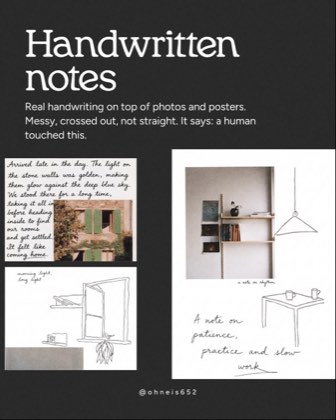 Handwritten
notes
Real handwriting on top of photos and posters.
Messy, crossed out, not straight. It says: a human
touched this.
Arrived late in the day. The light on
the stone walls was golden, making
them glow against the deep blue sky.
We stood there for a long time,
taking it all in
before heading
inside to find
our rooms
and get settled.
It felt like
coming home.
morning light,
long light
a note on rhythm
A note on
patience,
practice and slow
work
@ohneis652